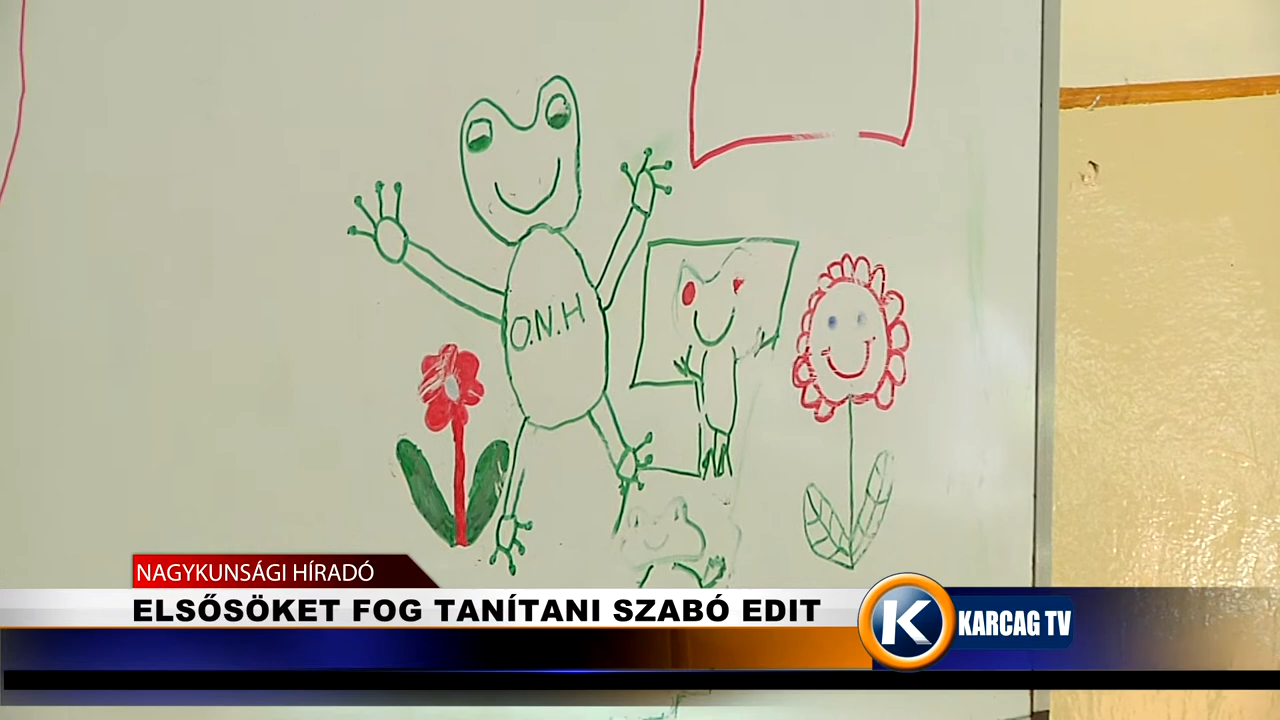 O.N.H
NAGYKUNSÁGI HÍRADÓ
ELSŐSÖKET FOG TANÍTANI SZABÓ EDIT
K KARCAG TV